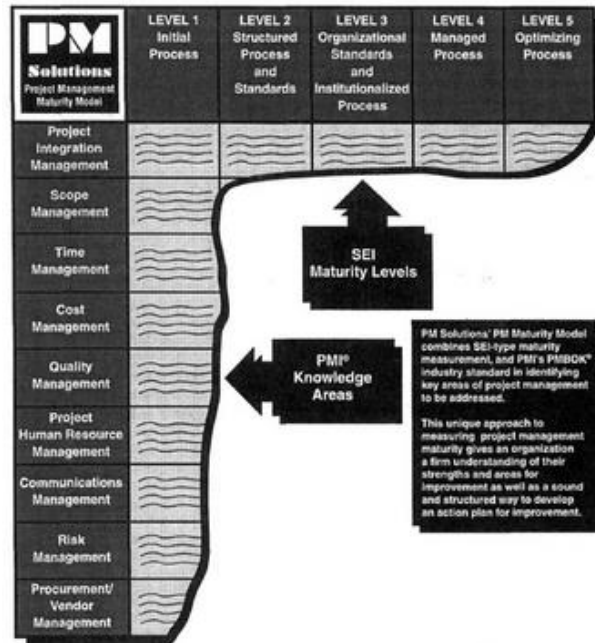 PM
Solutions
Project Management
Maturity Model
LEVEL 1
Initial
Process
LEVEL 2
Structured
Process
and
Standards
LEVEL 3
Organizational
Standards
and
Institutionalized
Process
LEVEL 4
Managed
Process
LEVEL 5
Optimizing
Process
Project
Integration
Management
Scope
Management
Time
Management
Cost
Management
Quality
Management
Project
Human Resource
Management
Communications
Management
Risk
Management
Procurement/
Vendor
Management
SEI
Maturity Levels
PMI®
Knowledge
Areas
PM Solutions' PM Maturity Model
combines SEI-type maturity
measurement, and PMI's PMBOK®
industry standard in identifying
key areas of project management
to be addressed.
This unique approach to
measuring project management
maturity gives an organization
a firm understanding of their
strengths and areas for
improvement as well as a sound
and structured way to develop
an action plan for improvement.